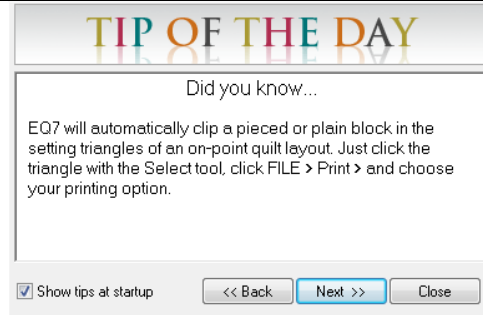 TIP OF THE DAY
Did you know...
EQ7 will automatically clip a pieced or plain block in the
setting triangles of an on-point quilt layout. Just click the
triangle with the Select tool, click FILE > Print > and choose
your printing option.
Show tips at startup
<< Back
Next >>
Close